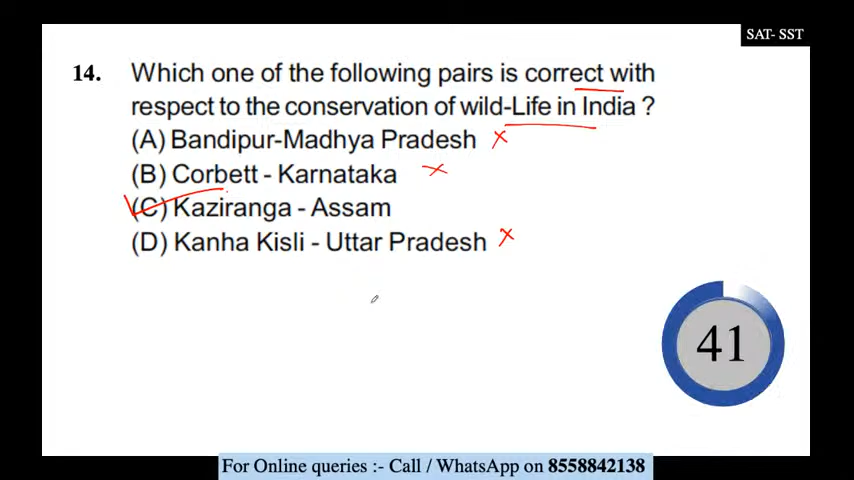 SAT- SST
14. Which one of the following pairs is correct with
respect to the conservation of wild-Life in India ?
(A) Bandipur-Madhya Pradesh
(B) Corbett - Karnataka
(C) Kaziranga - Assam
(D) Kanha Kisli - Uttar Pradesh
41
For Online queries :- Call / WhatsApp on 8558842138